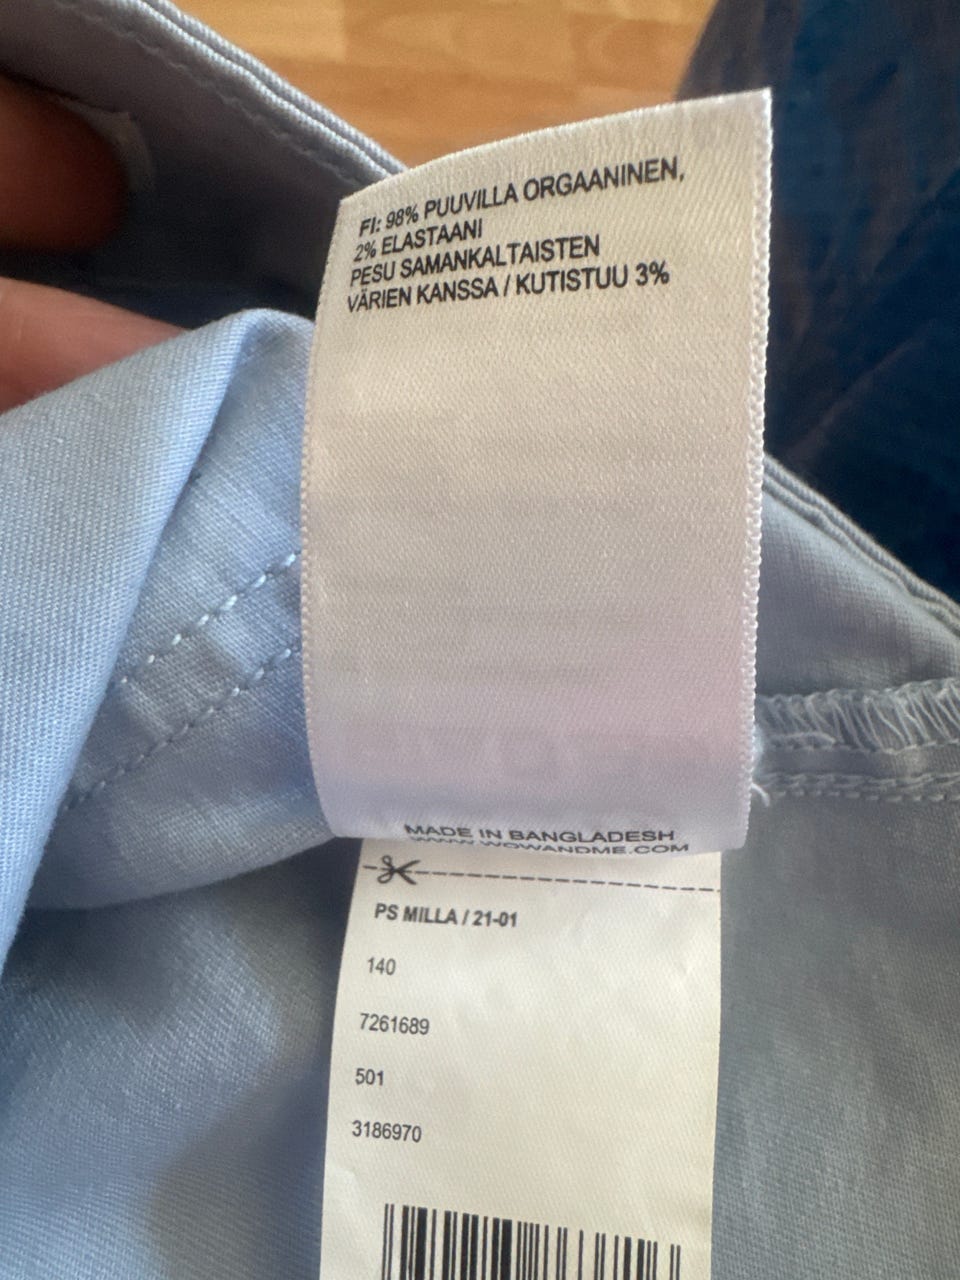 FI: 98% PUUVILLA ORGAANINEN,
2% ELASTAANI
PESU SAMANKALTAISTEN
VÄRIEN KANSSA / KUTISTUU 3%
MADE IN BANGLADESH
WWW.WOWANDME.COM
PS MILLA / 21-01
140
7261689
501
3186970